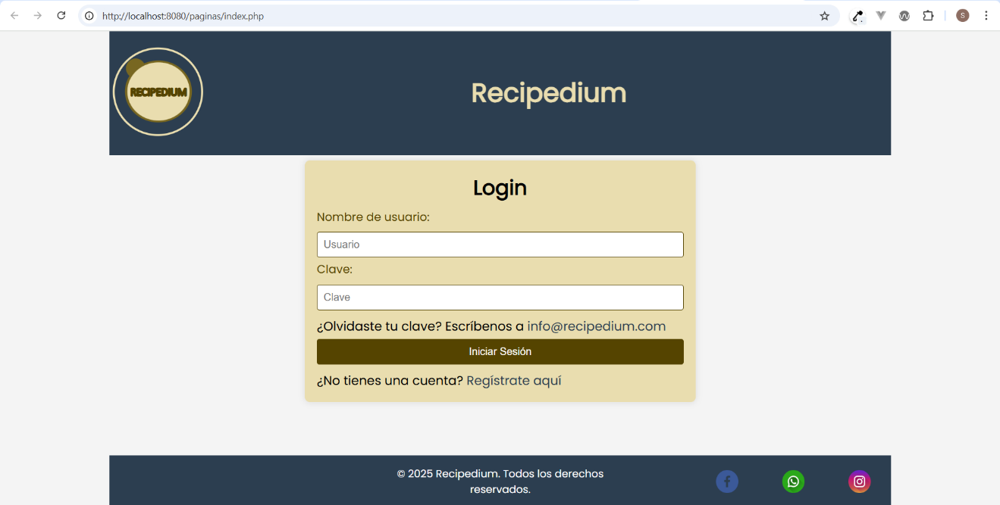 http://localhost:8080/paginas/index.php
S
RECIPEDIUM
Recipedium
Login
Nombre de usuario:
Usuario
Clave:
Clave
¿Olvidaste tu clave? Escríbenos a info@recipedium.com
Iniciar Sesión
¿No tienes una cuenta? Regístrate aquí
© 2025 Recipedium. Todos los derechos
reservados.